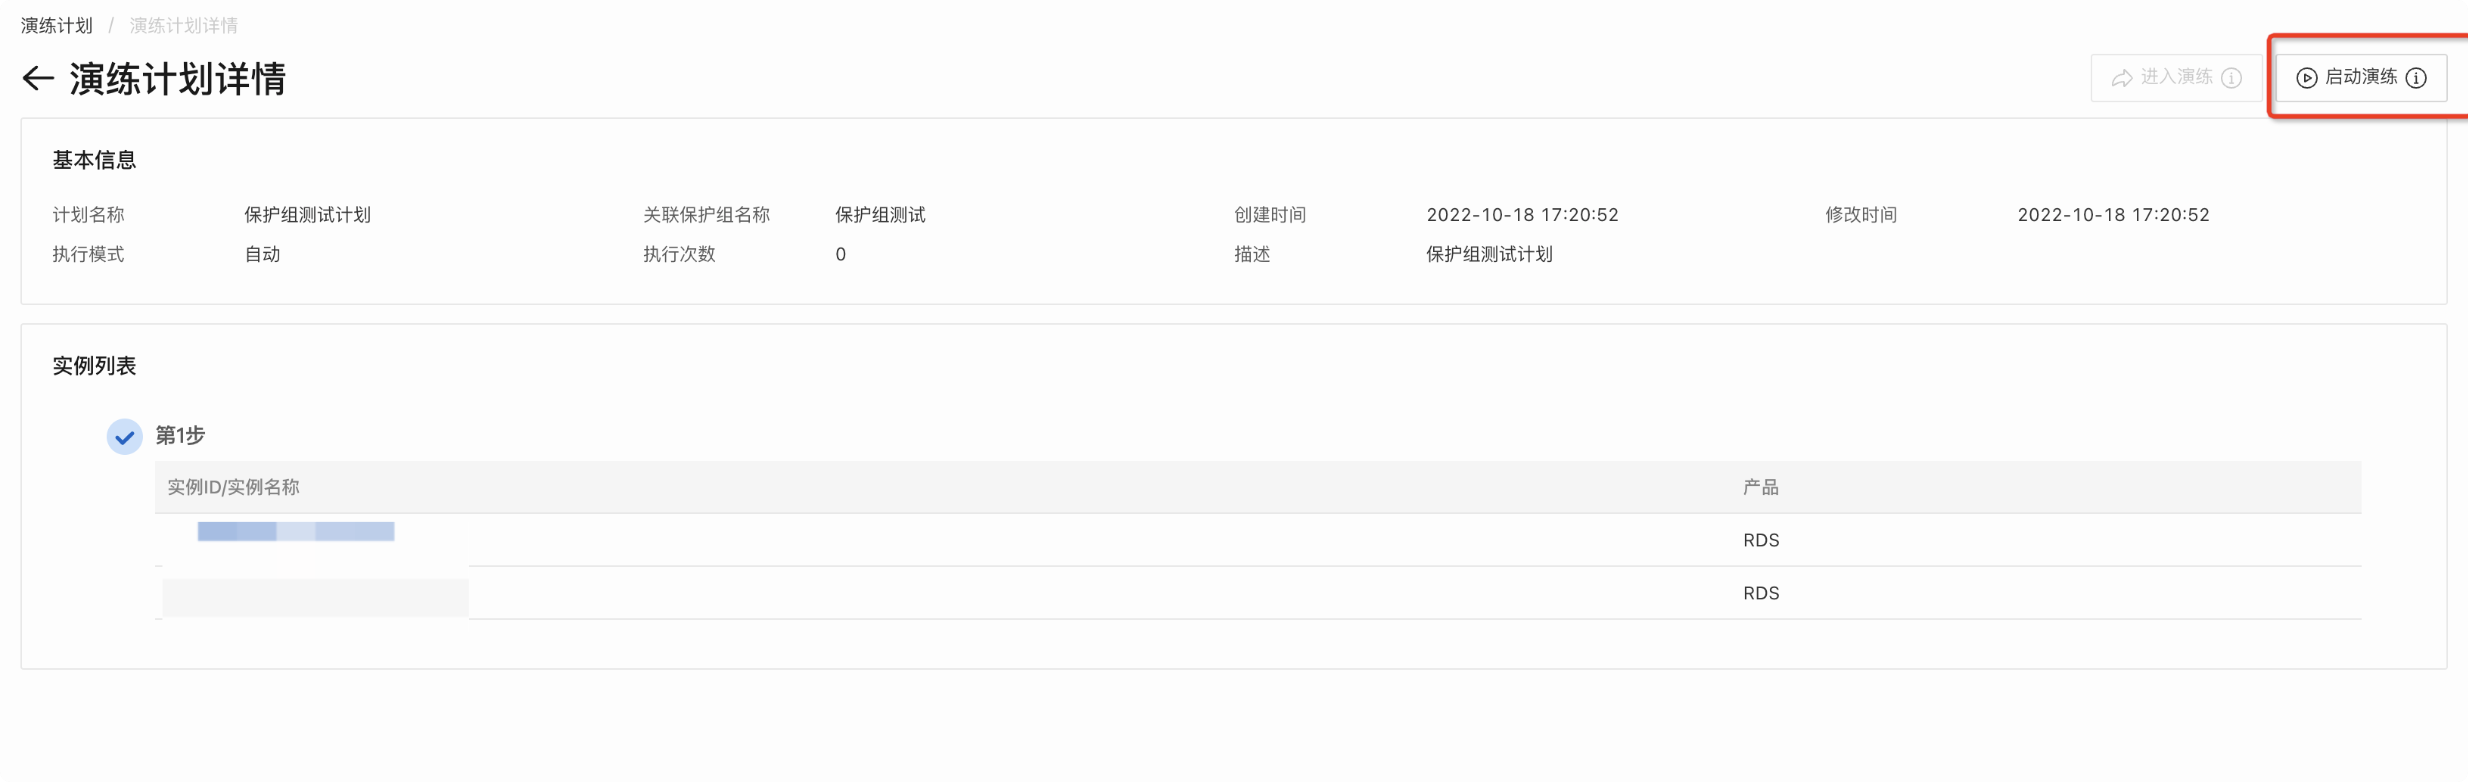 演练计划 / 演练计划详情
演练计划详情
进入演练
启动演练
基本信息
计划名称 保护组测试计划 关联保护组名称 保护组测试 创建时间 2022-10-18 17:20:52 修改时间 2022-10-18 17:20:52
执行模式 自动 执行次数 0 描述 保护组测试计划
实例列表
第1步
实例ID/实例名称 产品
RDS
RDS